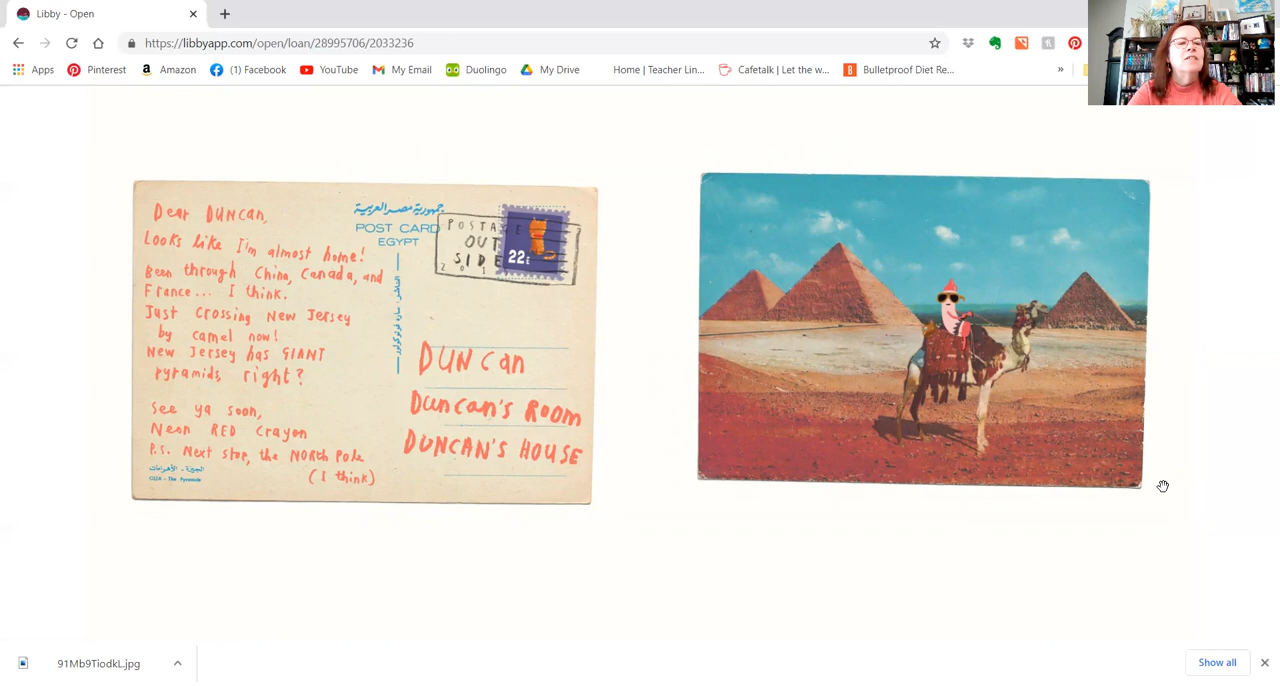 Libby - Open
https://libbyapp.com/open/loan/28995706/2033236
Apps
Pinterest
Amazon
(1) Facebook
YouTube
My Email
Duolingo
My Drive
Home | Teacher Lin...
Cafetalk | Let the w...
Bulletproof Diet Re...
»
Dear DUNCan,
Looks like I'm almost home!
Been through China, Canada, and
France... I think.
Just crossing New Jersey
by camel now!
New Jersey has GIANT
pyramids, right?
See ya soon,
Neon RED Crayon
P.S. Next stop, the NORth Pole
(I think)
الجيزة - الأهرامات
GIZA - The Pyramids
جمهورية مصر العربية
POST CARD
EGYPT
POSTAGE
OUT
SIDE
22¢
DUNCan
Duncan's ROOM
DUNCAN'S HOUSE
91Mb9TiodkL.jpg
Show all